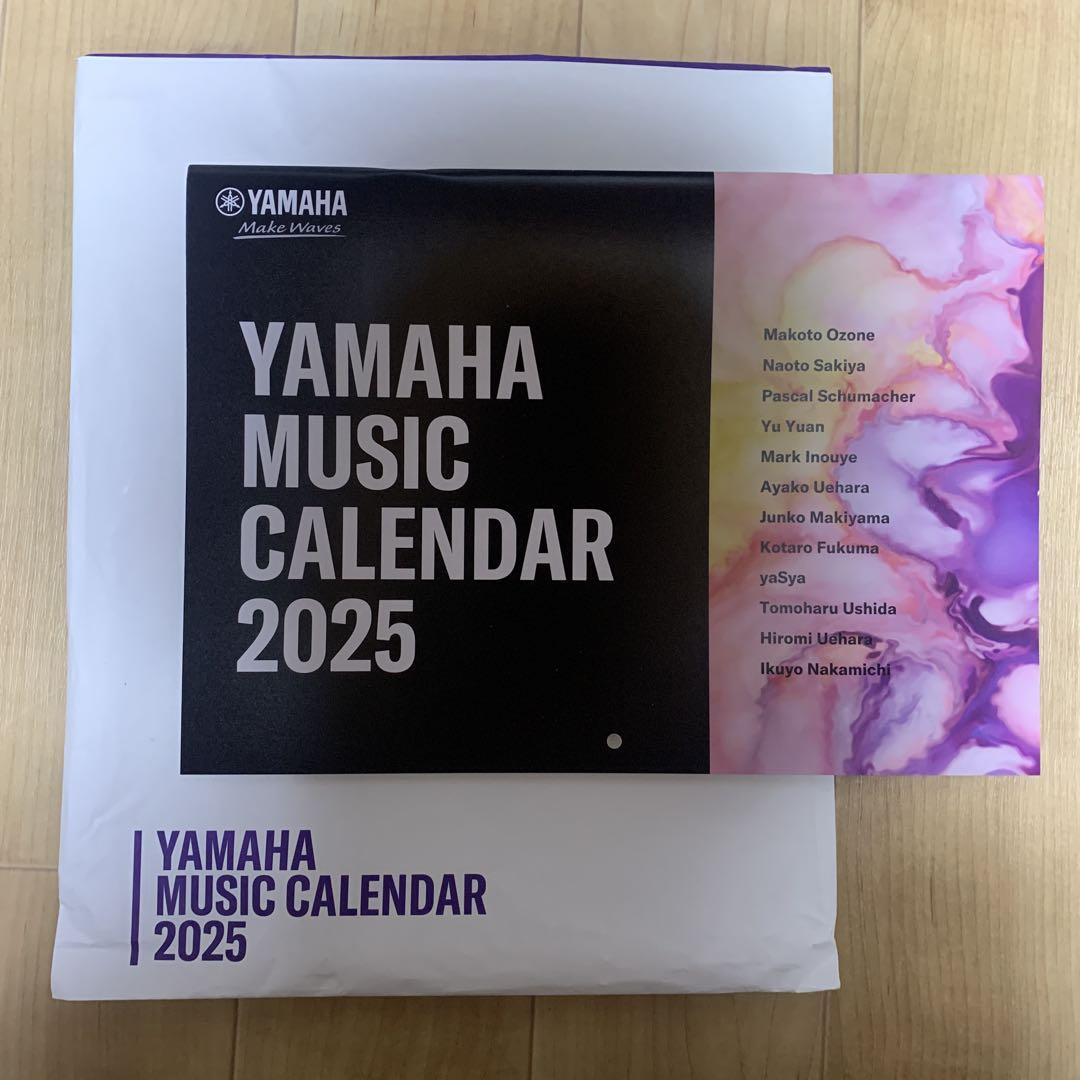 YAMAHA
Make Waves
YAMAHA
MUSIC
CALENDAR
2025
Makoto Ozone
Naoto Sakiya
Pascal Schumacher
Yu Yuan
Mark Inouye
Ayako Uehara
Junko Makiyama
Kotaro Fukuma
yaSya
Tomoharu Ushida
Hiromi Uehara
Ikuyo Nakamichi
YAMAHA
MUSIC CALENDAR
2025